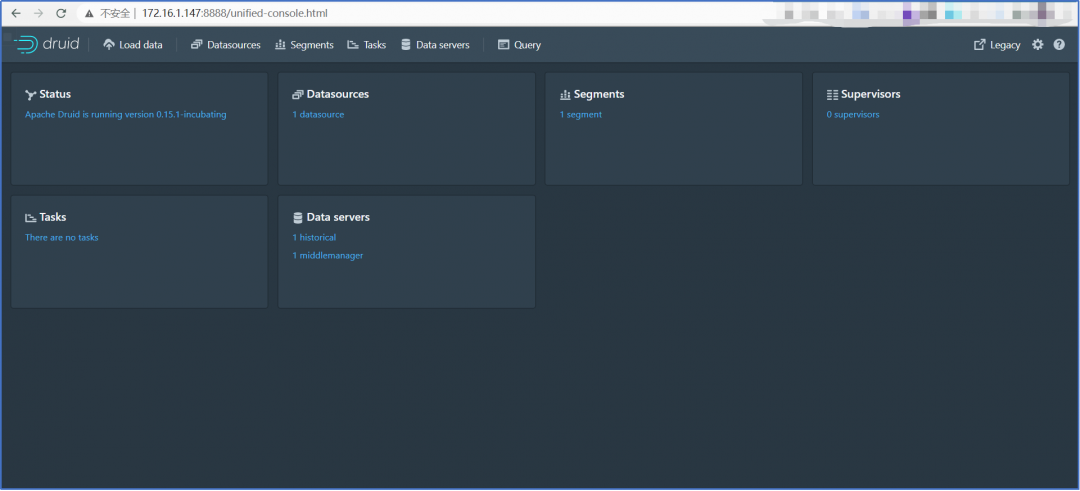 不安全 | 172.16.1.147:8888/unified-console.html
druid Load data Datasources Segments Tasks Data servers Query Legacy
Status Datasources Segments Supervisors
Apache Druid is running version 0.15.1-incubating 1 datasource 1 segment 0 supervisors
Tasks Data servers
There are no tasks 1 historical
1 middlemanager